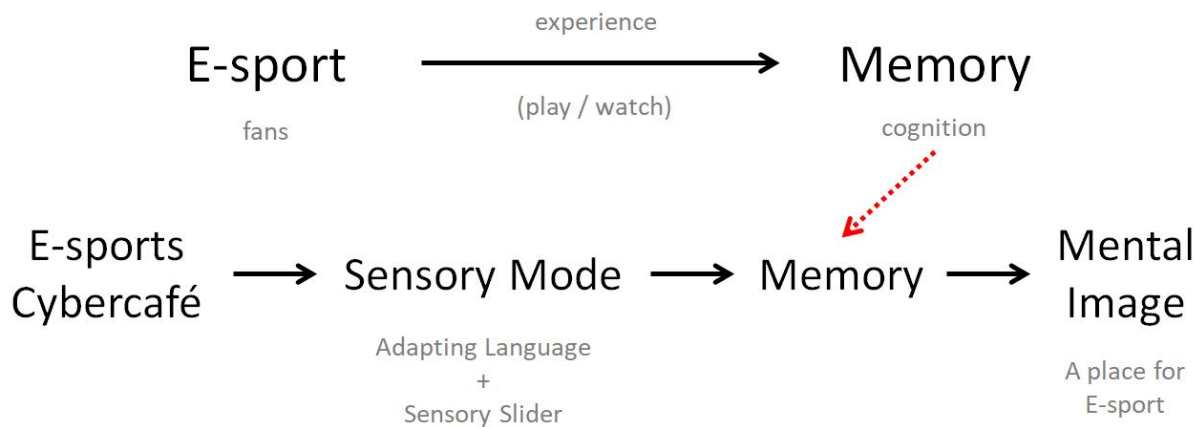 experience
E-sport
Memory
(play / watch)
fans
cognition
E-sports
Cybercafé
Sensory Mode
Memory
Mental
Image
Adapting Language
+
Sensory Slider
A place for
E-sport